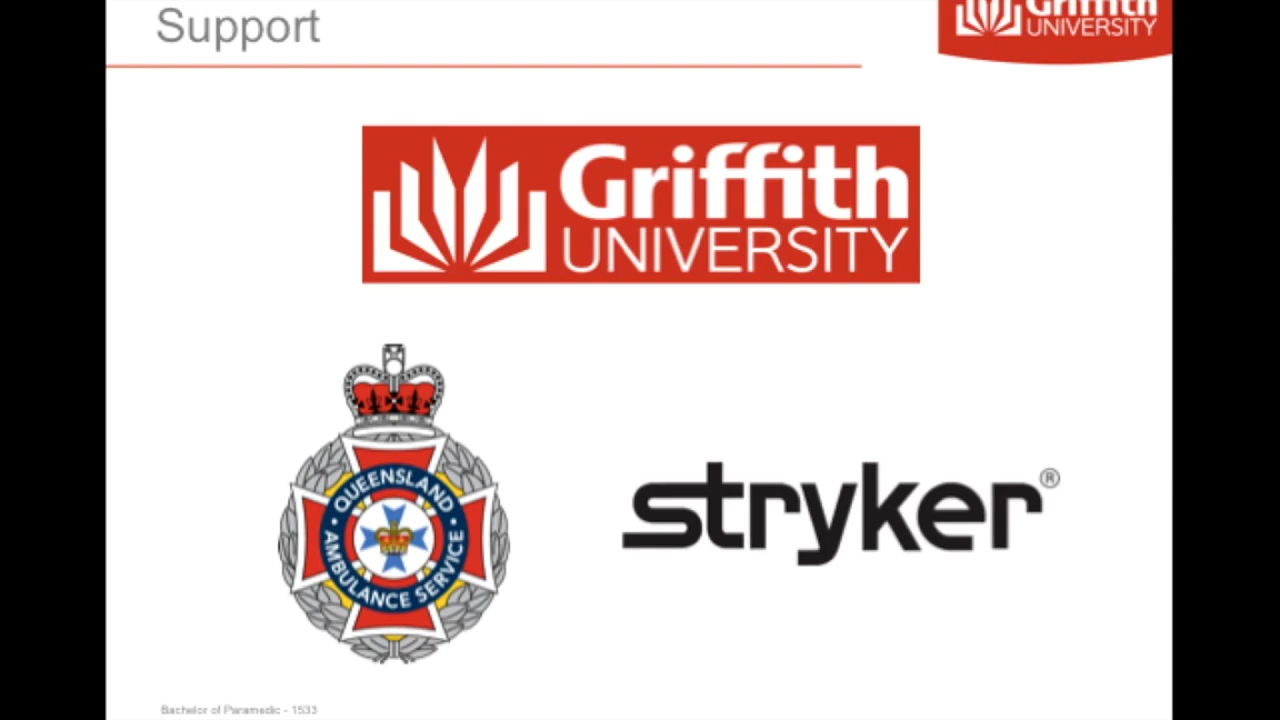 Support
Griffith
UNIVERSITY
Griffith
UNIVERSITY
QUEENSLAND
AMBULANCE SERVICE
stryker®
Bachelor of Paramedic - 1533